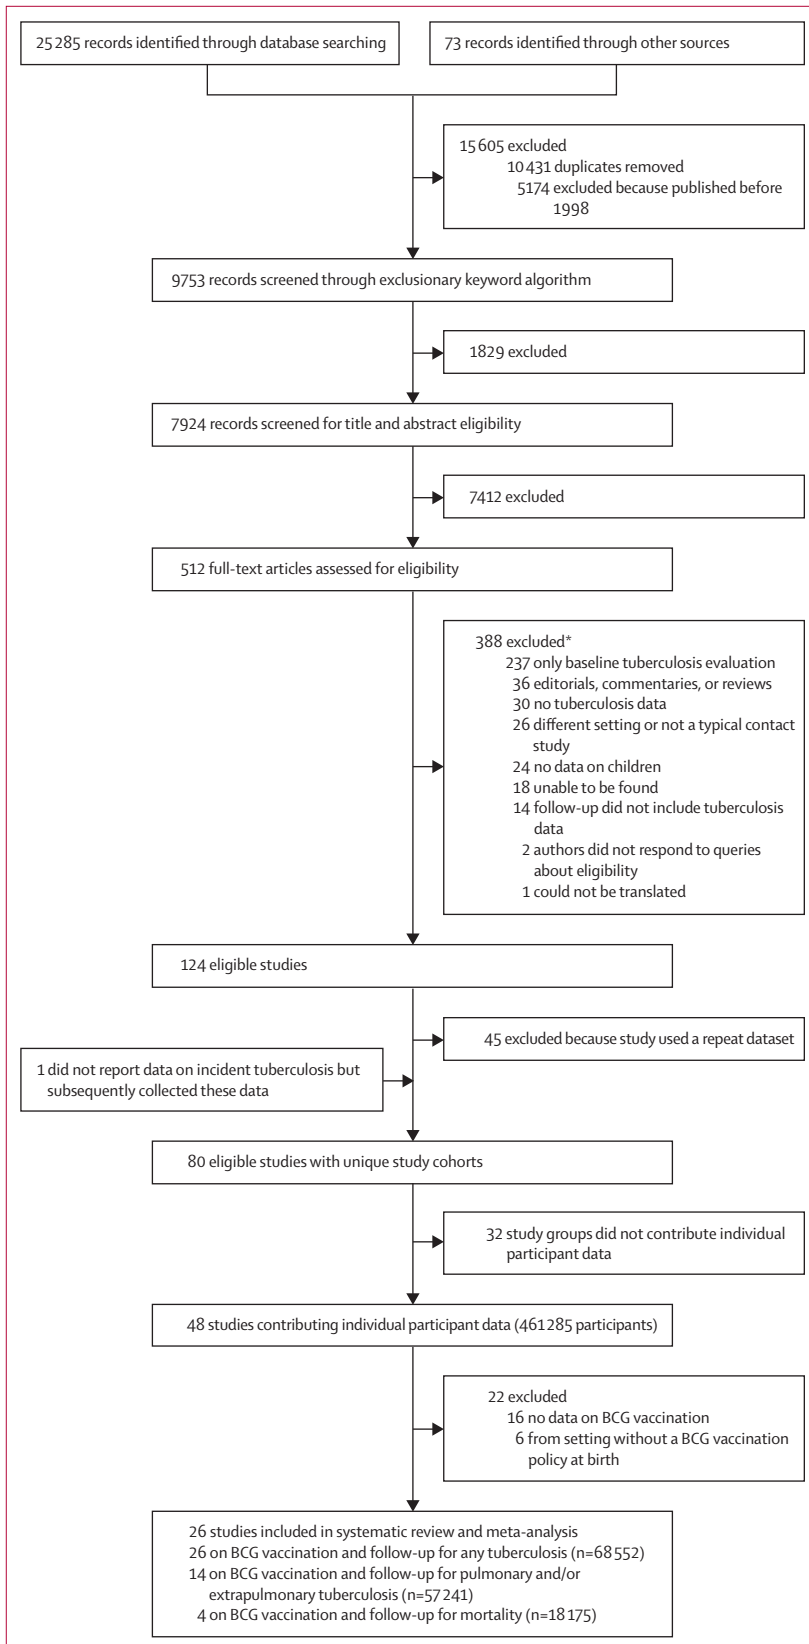 25 285 records identified through database searching
73 records identified through other sources
15 605 excluded
10 431 duplicates removed
5174 excluded because published before
1998
9753 records screened through exclusionary keyword algorithm
1829 excluded
7924 records screened for title and abstract eligibility
7412 excluded
512 full-text articles assessed for eligibility
388 excluded*
237 only baseline tuberculosis evaluation
36 editorials, commentaries, or reviews
30 no tuberculosis data
26 different setting or not a typical contact
study
24 no data on children
18 unable to be found
14 follow-up did not include tuberculosis
data
2 authors did not respond to queries
about eligibility
1 could not be translated
124 eligible studies
45 excluded because study used a repeat dataset
1 did not report data on incident tuberculosis but
subsequently collected these data
80 eligible studies with unique study cohorts
32 study groups did not contribute individual
participant data
48 studies contributing individual participant data (461 285 participants)
22 excluded
16 no data on BCG vaccination
6 from setting without a BCG vaccination
policy at birth
26 studies included in systematic review and meta-analysis
26 on BCG vaccination and follow-up for any tuberculosis (n=68 552)
14 on BCG vaccination and follow-up for pulmonary and/or
extrapulmonary tuberculosis (n=57 241)
4 on BCG vaccination and follow-up for mortality (n=18 175)